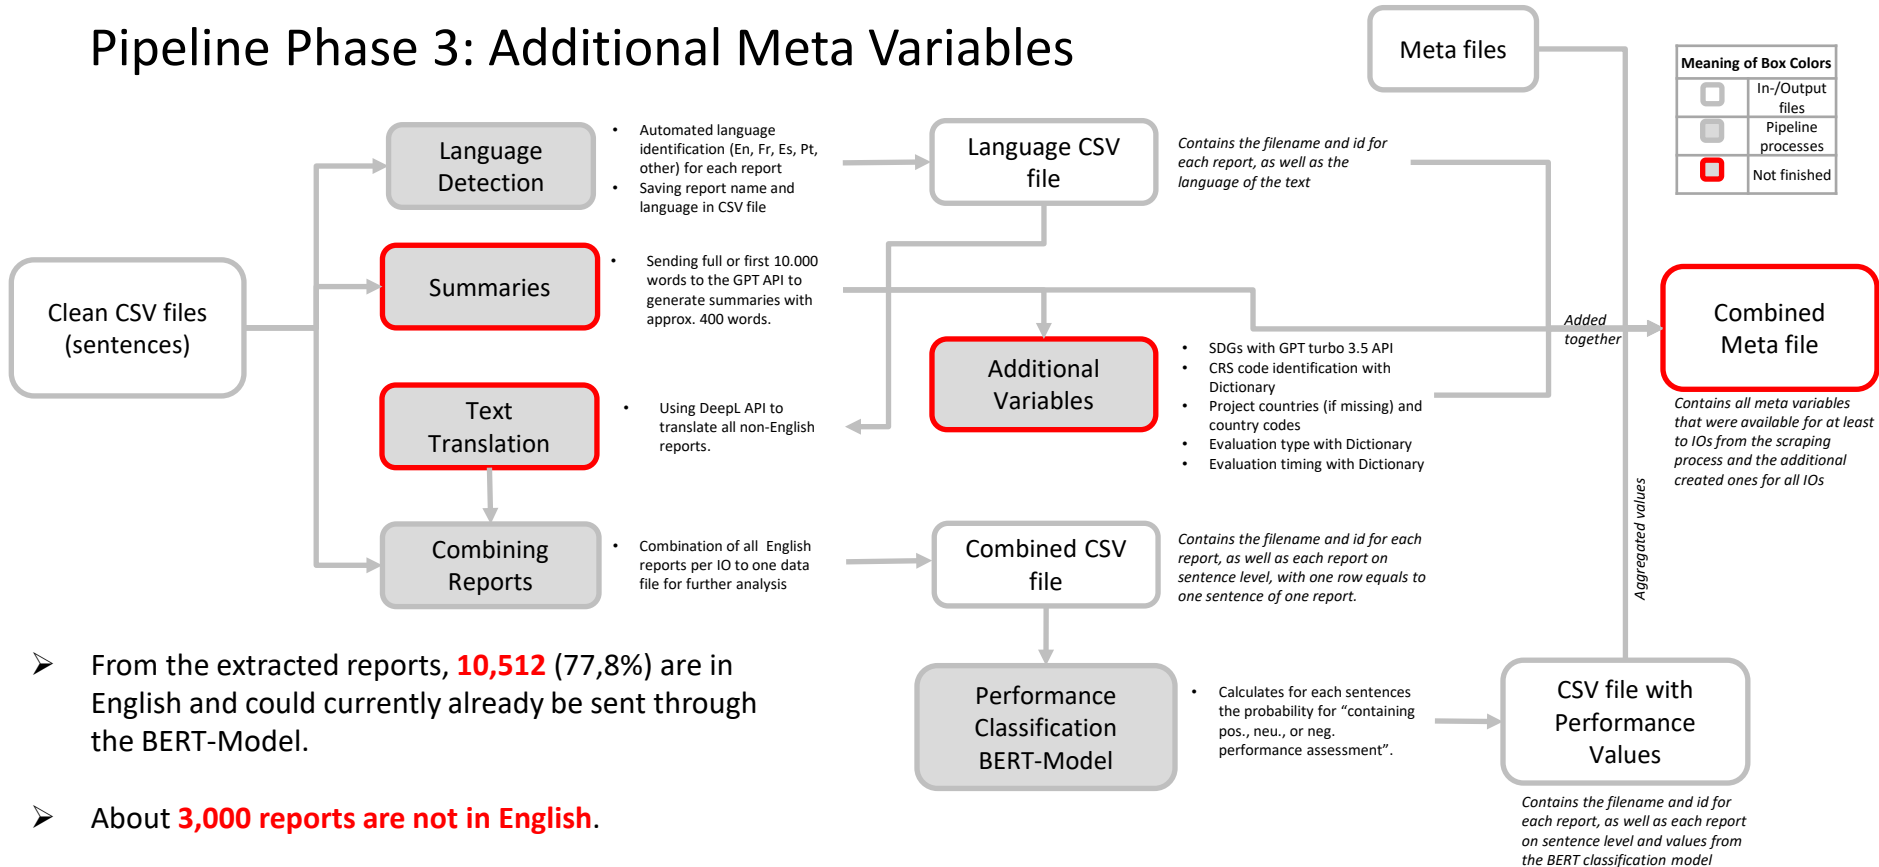 Pipeline Phase 3: Additional Meta Variables
Meta files
Meaning of Box Colors
In-/Output
files
Pipeline
processes
Not finished
Language
Detection
• Automated language
identification (En, Fr, Es, Pt,
other) for each report
• Saving report name and
language in CSV file
Language CSV
file
Contains the filename and id for
each report, as well as the
language of the text
Clean CSV files
(sentences)
Summaries
• Sending full or first 10.000
words to the GPT API to
generate summaries with
approx. 400 words.
Additional
Variables
• SDGs with GPT turbo 3.5 API
• CRS code identification with
Dictionary
• Project countries (if missing) and
country codes
• Evaluation type with Dictionary
• Evaluation timing with Dictionary
Added
together
Combined
Meta file
Contains all meta variables
that were available for at least
to IOs from the scraping
process and the additional
created ones for all IOs
Text
Translation
• Using DeepL API to
translate all non-English
reports.
Combining
Reports
• Combination of all English
reports per IO to one data
file for further analysis
Combined CSV
file
Contains the filename and id for each
report, as well as each report on
sentence level, with one row equals to
one sentence of one report.
Aggregated values
Performance
Classification
BERT-Model
• Calculates for each sentences
the probability for “containing
pos., neu., or neg.
performance assessment”.
CSV file with
Performance
Values
Contains the filename and id for
each report, as well as each report
on sentence level and values from
the BERT classification model
➢ From the extracted reports, 10,512 (77,8%) are in
English and could currently already be sent through
the BERT-Model.
➢ About 3,000 reports are not in English.